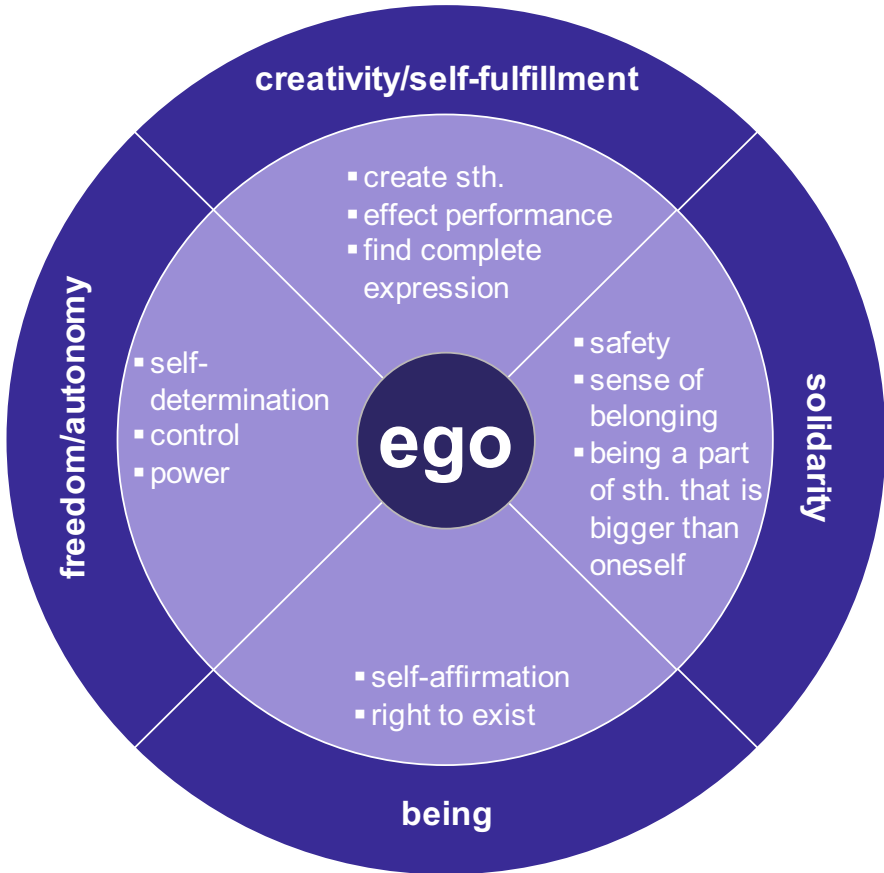 creativity/self-fulfillment
▪ create sth.
▪ effect performance
▪ find complete
expression
freedom/autonomy
▪ self-
determination
▪ control
▪ power
ego
▪ safety
▪ sense of
belonging
▪ being a part
of sth. that is
bigger than
oneself
solidarity
▪ self-affirmation
▪ right to exist
being